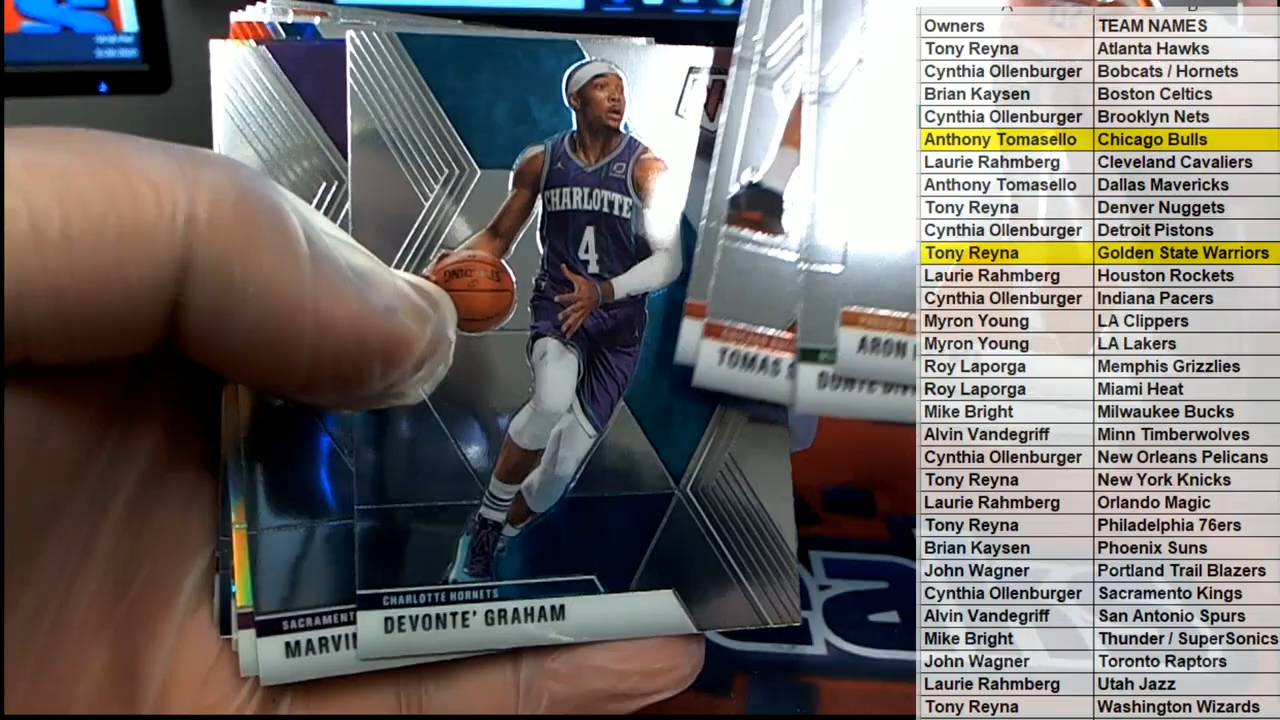 CHARLOTTE
4
SPALDING
TOMAS
ARON
CHARLOTTE HORNETS
DEVONTE' GRAHAM
SACRAMENT
MARVIN
Owners TEAM NAMES
Tony Reyna Atlanta Hawks
Cynthia Ollenburger Bobcats / Hornets
Brian Kaysen Boston Celtics
Cynthia Ollenburger Brooklyn Nets
Anthony Tomasello Chicago Bulls
Laurie Rahmberg Cleveland Cavaliers
Anthony Tomasello Dallas Mavericks
Tony Reyna Denver Nuggets
Cynthia Ollenburger Detroit Pistons
Tony Reyna Golden State Warriors
Laurie Rahmberg Houston Rockets
Cynthia Ollenburger Indiana Pacers
Myron Young LA Clippers
Myron Young LA Lakers
Roy Laporga Memphis Grizzlies
Roy Laporga Miami Heat
Mike Bright Milwaukee Bucks
Alvin Vandegriff Minn Timberwolves
Cynthia Ollenburger New Orleans Pelicans
Tony Reyna New York Knicks
Laurie Rahmberg Orlando Magic
Tony Reyna Philadelphia 76ers
Brian Kaysen Phoenix Suns
John Wagner Portland Trail Blazers
Cynthia Ollenburger Sacramento Kings
Alvin Vandegriff San Antonio Spurs
Mike Bright Thunder / SuperSonics
John Wagner Toronto Raptors
Laurie Rahmberg Utah Jazz
Tony Reyna Washington Wizards